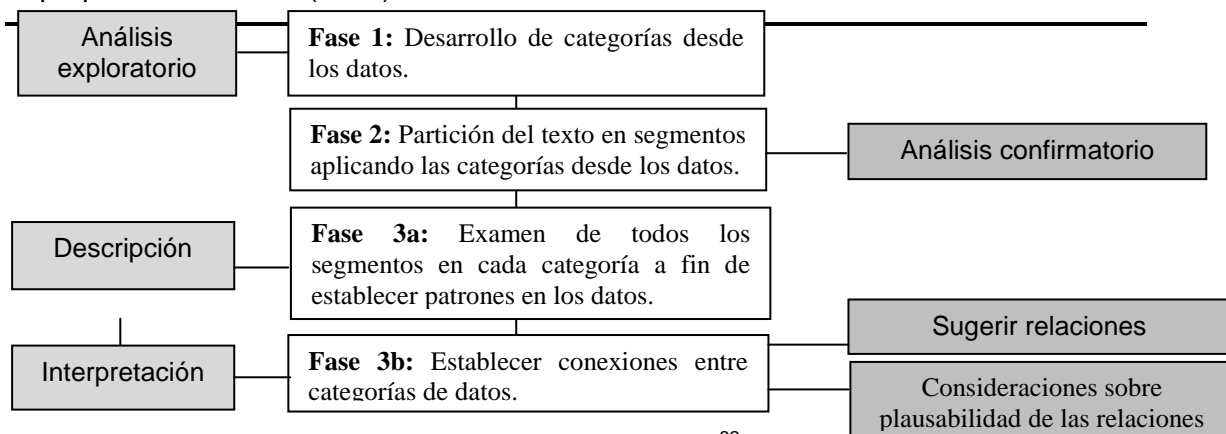 Análisis
exploratorio
Fase 1: Desarrollo de categorías desde
los datos.
Fase 2: Partición del texto en segmentos
aplicando las categorías desde los datos.
Análisis confirmatorio
Descripción
Fase 3a: Examen de todos los
segmentos en cada categoría a fin de
establecer patrones en los datos.
Interpretación
Fase 3b: Establecer conexiones entre
categorías de datos.
Sugerir relaciones
Consideraciones sobre
plausabilidad de las relaciones